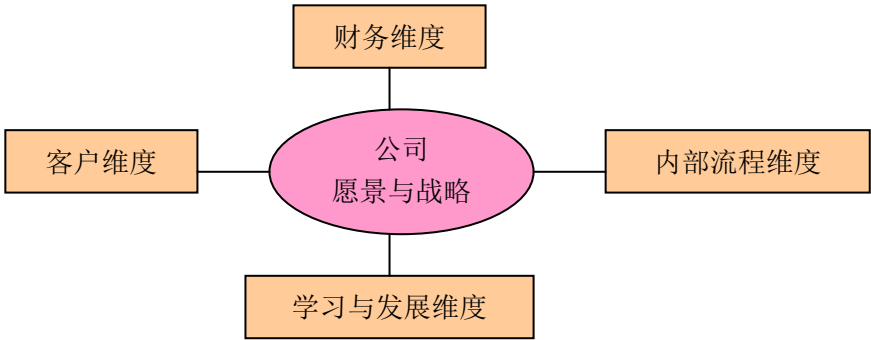 财务维度
客户维度
公司
愿景与战略
内部流程维度
学习与发展维度